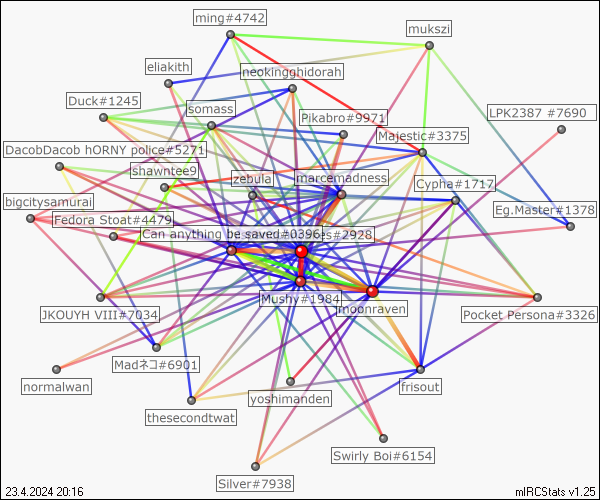 ming#4742
mukszi
eliakith
neokingghidorah
Duck#1245
somass
LPK2387 #7690
Pikabro#9971
Majestic#3375
DacobDacob hORNY police#5271
shawntee9
zebula
marcemadness
Cypha#1717
bigcitysamurai
Eg.Master#1378
Fedora Stoat#4479
Can anything be saved#0396
es#2928
Mushy#1984
moonraven
JKOUYH VIII#7034
Pocket Persona#3326
Madネコ#6901
normalwan
frisout
yoshimanden
thesecondtwat
Swirly Boi#6154
Silver#7938
23.4.2024 20:16
mIRCStats v1.25